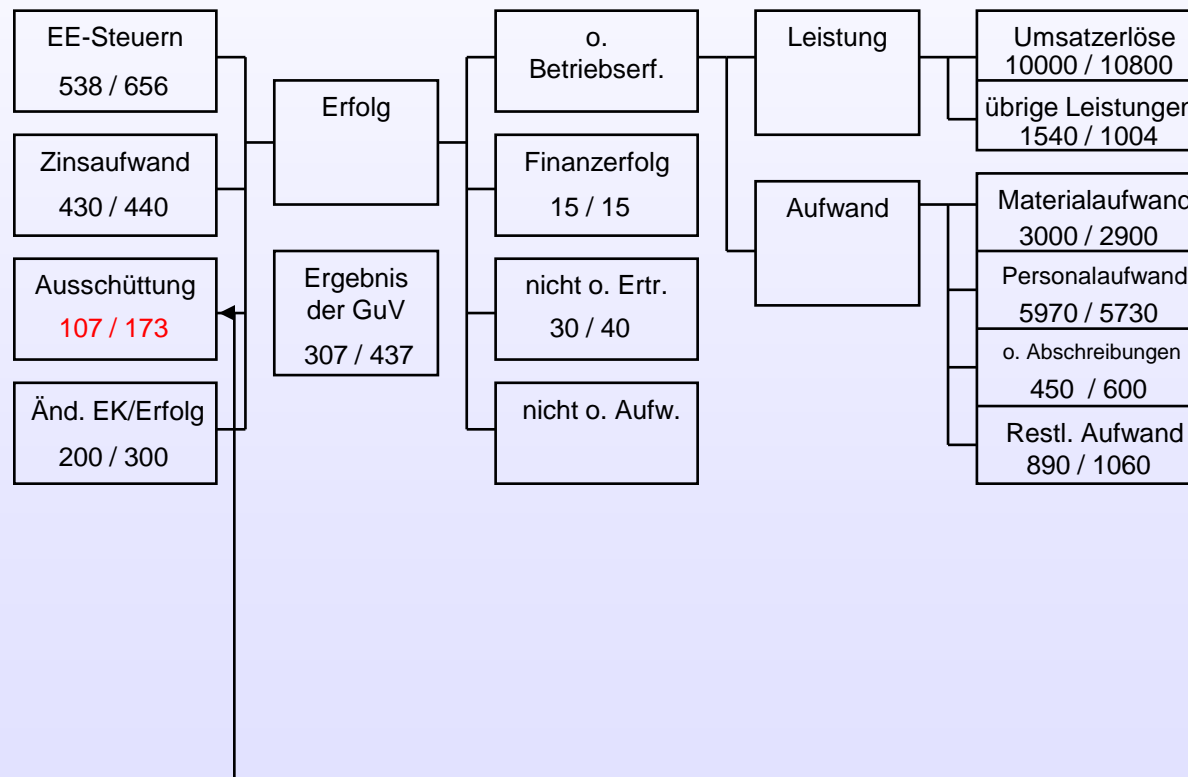 EE-Steuern
538 / 656
Zinsaufwand
430 / 440
Ausschüttung
107 / 173
Änd. EK/Erfolg
200 / 300
Erfolg
Ergebnis
der GuV
307 / 437
o.
Betriebserf.
Finanzerfolg
15 / 15
nicht o. Ertr.
30 / 40
nicht o. Aufw.
Leistung
Aufwand
Umsatzerlöse
10000 / 10800
übrige Leistungen
1540 / 1004
Materialaufwand
3000 / 2900
Personalaufwand
5970 / 5730
o. Abschreibungen
450 / 600
Restl. Aufwand
890 / 1060